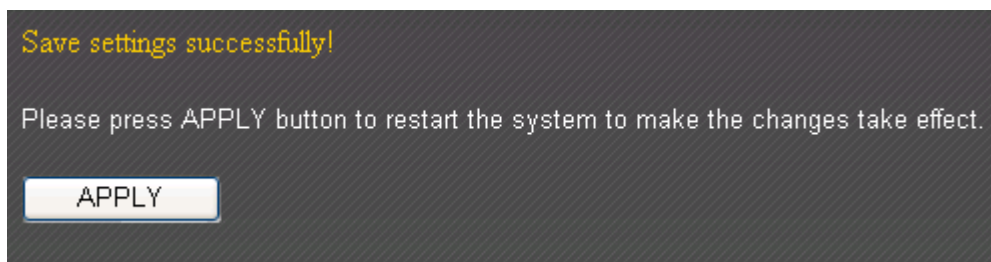 Save settings successfully!
Please press APPLY button to restart the system to make the changes take effect.
APPLY